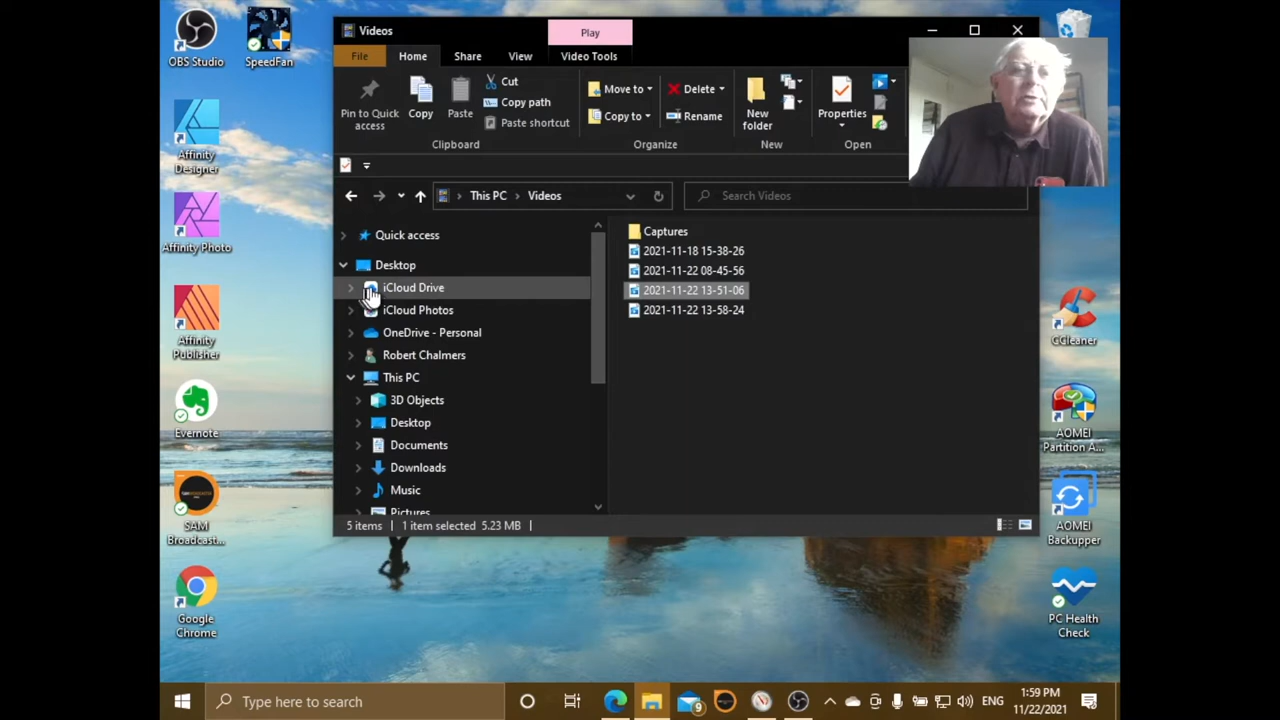 OBS Studio
SpeedFan
Affinity
Designer
Affinity Photo
Affinity
Publisher
Evernote
SAM
Broadcast...
Google
Chrome
Videos
Play
File
Home
Share
View
Video Tools
Pin to Quick
access
Copy
Paste
Cut
Copy path
Paste shortcut
Clipboard
Move to
Copy to
Delete
Rename
Organize
New
folder
New
Properties
Open
This PC
Videos
Search Videos
Quick access
Desktop
iCloud Drive
iCloud Photos
OneDrive - Personal
Robert Chalmers
This PC
3D Objects
Desktop
Documents
Downloads
Music
Pictures
Captures
2021-11-18 15-38-26
2021-11-22 08-45-56
2021-11-22 13-51-06
2021-11-22 13-58-24
5 items
1 item selected 5.23 MB
CCleaner
AOMEI
Partition A...
AOMEI
Backupper
PC Health
Check
Type here to search
9
ENG
1:59 PM
11/22/2021